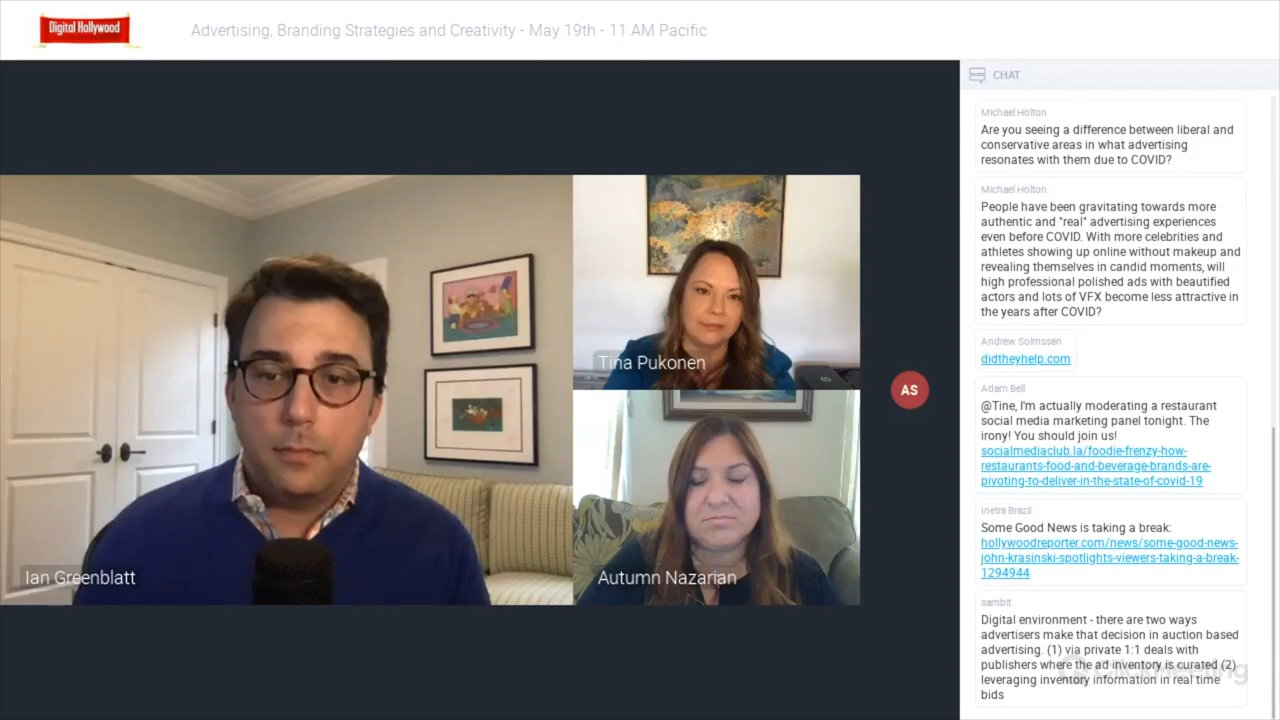 Digital Hollywood
Advertising, Branding Strategies and Creativity - May 19th - 11 AM Pacific
CHAT
Michael Holton
Are you seeing a difference between liberal and
conservative areas in what advertising
resonates with them due to COVID?
Michael Holton
People have been gravitating towards more
authentic and "real" advertising experiences
even before COVID. With more celebrities and
athletes showing up online without makeup and
revealing themselves in candid moments, will
high professional polished ads with beautified
actors and lots of VFX become less attractive in
the years after COVID?
Andrew Solmssen
didtheyhelp.com
Adam Bell
@Tine, I'm actually moderating a restaurant
social media marketing panel tonight. The
irony! You should join us!
socialmediaclub.la/foodie-frenzy-how-
restaurants-food-and-beverage-brands-are-
pivoting-to-deliver-in-the-state-of-covid-19
Inetra Brazil
Some Good News is taking a break:
hollywoodreporter.com/news/some-good-news-
john-krasinski-spotlights-viewers-taking-a-break-
1294944
sambit
Digital environment - there are two ways
advertisers make that decision in auction based
advertising. (1) via private 1:1 deals with
publishers where the ad inventory is curated (2)
leveraging inventory information in real time
bids
Tina Pukonen
AS
Ian Greenblatt
Autumn Nazarian